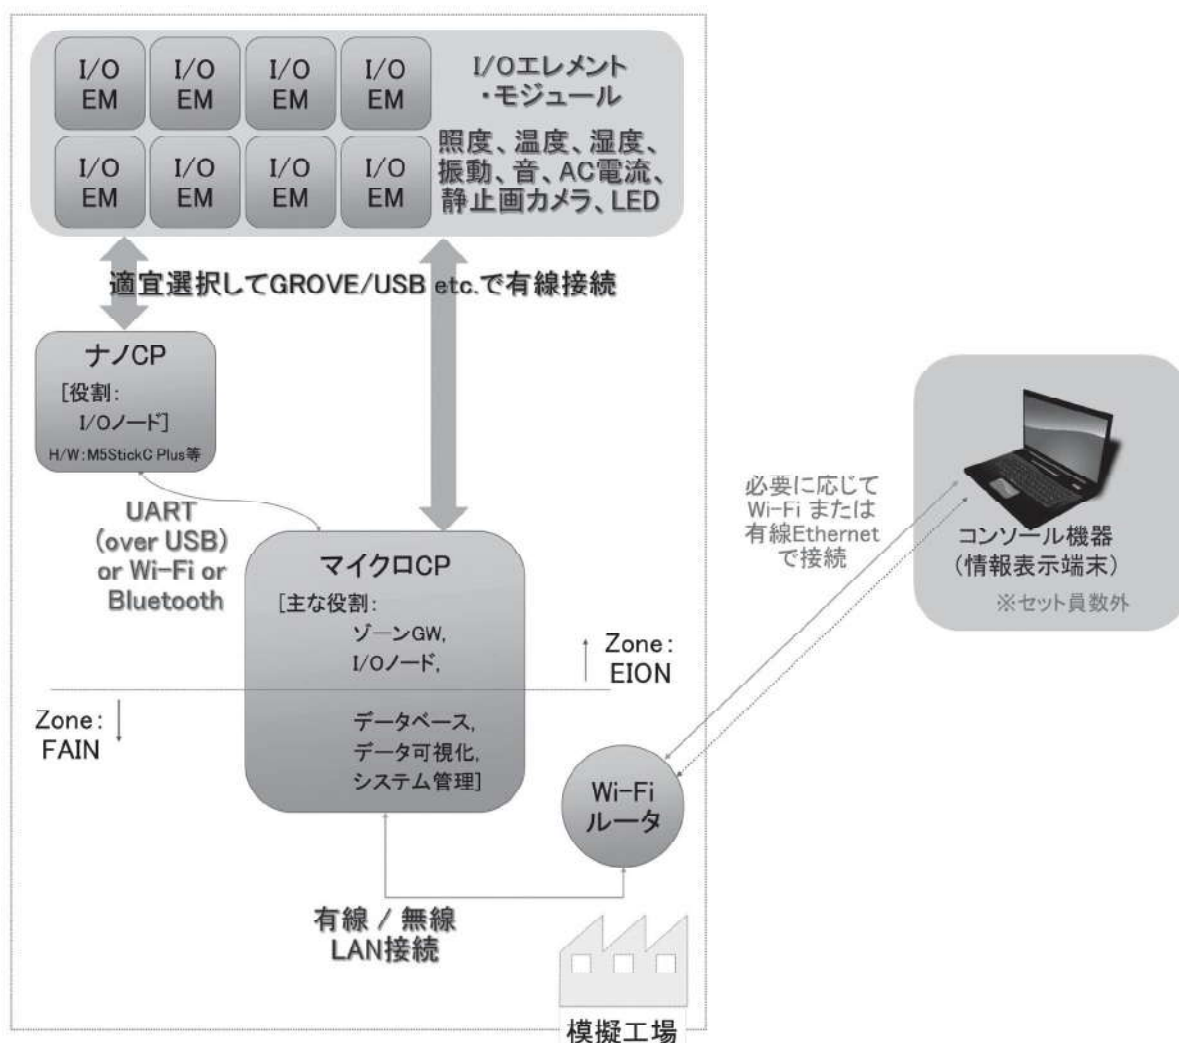 I/O
EM
I/O
EM
I/O
EM
I/O
EM
I/O
EM
I/O
EM
I/O
EM
I/O
EM
I/Oエレメント
・モジュール
照度、温度、湿度、
振動、音、AC電流、
静止画カメラ、LED
適宜選択してGROVE/USB etc.で有線接続
ナノCP
[役割:
I/Oノード]
H/W:M5StickC Plus等
UART
(over USB)
or Wi-Fi or
Bluetooth
マイクロCP
[主な役割:
ゾーンGW,
I/Oノード,
データベース,
データ可視化,
システム管理]
Zone:
EION
Zone:
FAIN
Wi-Fi
ルータ
有線 / 無線
LAN接続
模擬工場
必要に応じて
Wi-Fi または
有線Ethernet
で接続
コンソール機器
(情報表示端末)
※セット員数外